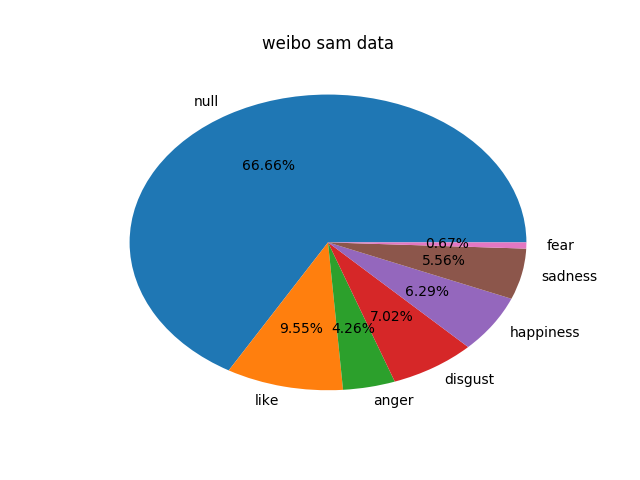 weibo sam data
null
66.66%
fear
0.67%
5.56%
sadness
6.29%
7.02%
9.55%
4.26%
happiness
disgust
like
anger